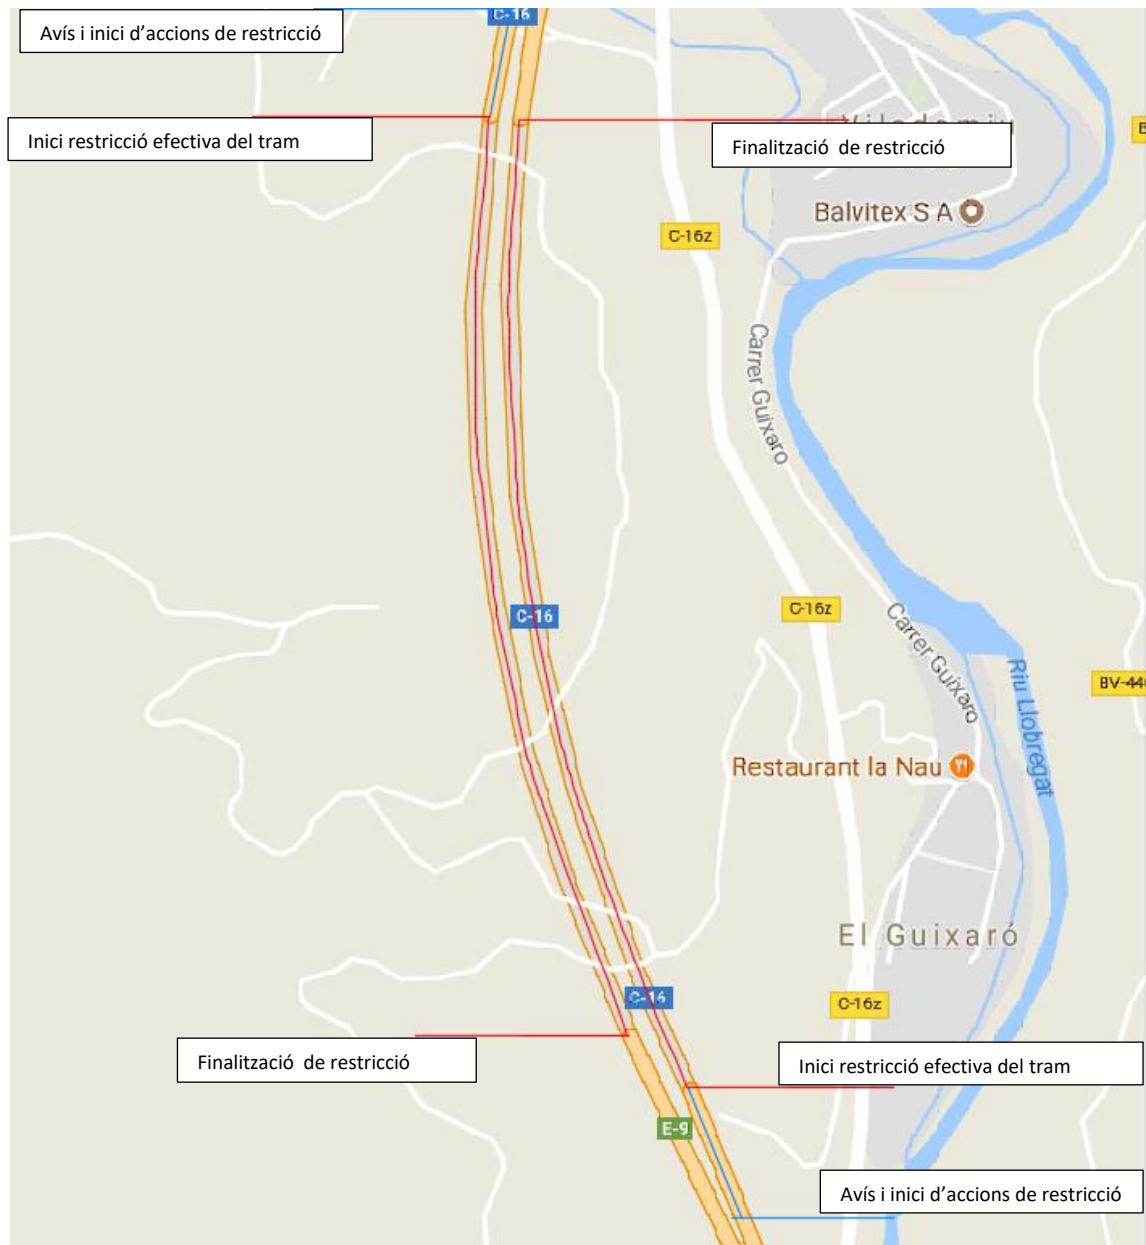 C-16
Avís i inici d’accions de restricció
Inici restricció efectiva del tram
Finalització de restricció
Balvitex S A
C-16z
Carrer Guixaro
C-16
C-16z
Carrer Guixaro
Riu Llobregat
BV-44
Restaurant la Nau
El Guixaró
C-16
C-16z
Finalització de restricció
Inici restricció efectiva del tram
E-9
Avís i inici d’accions de restricció